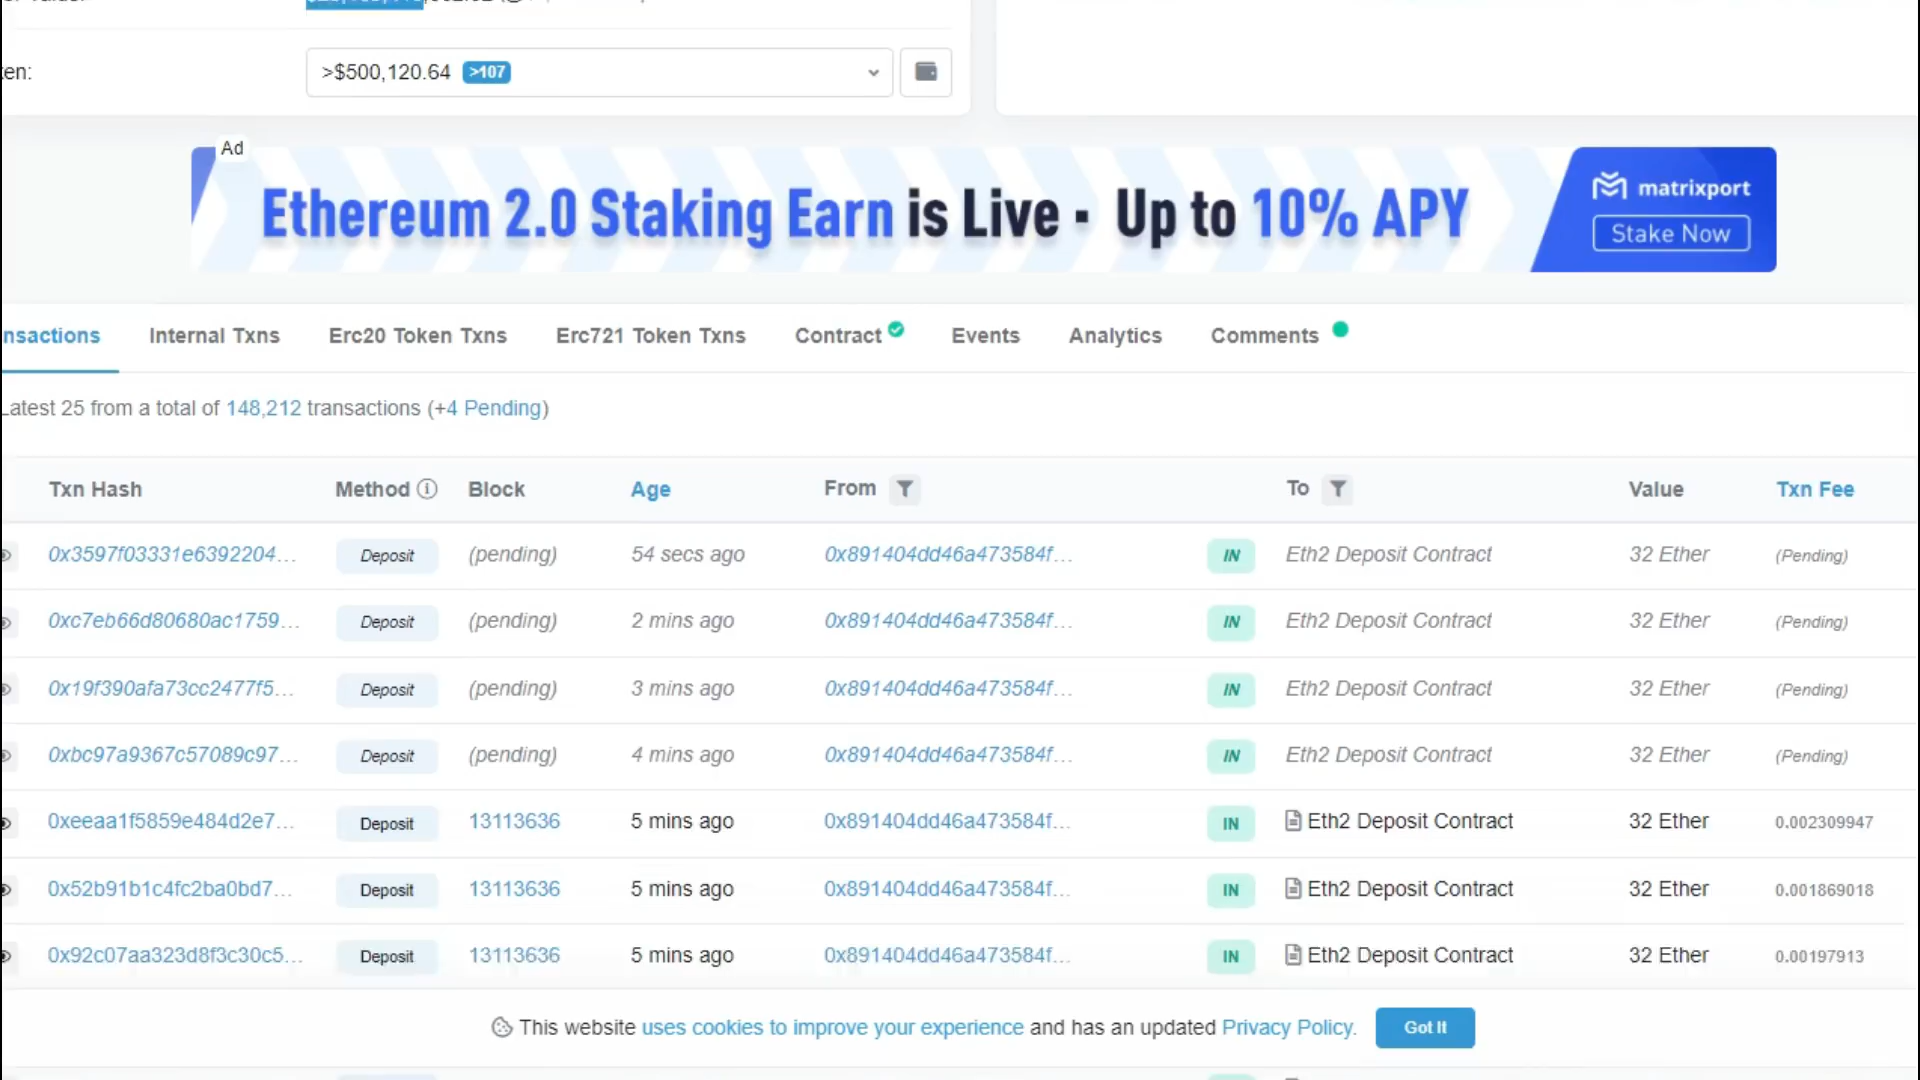 en:
>$500,120.64 >107
Ad
Ethereum 2.0 Staking Earn is Live · Up to 10% APY
matrixport
Stake Now
nsactions Internal Txns Erc20 Token Txns Erc721 Token Txns Contract Events Analytics Comments
Latest 25 from a total of 148,212 transactions (+4 Pending)
Txn Hash Method Block Age From To Value Txn Fee
0x3597f03331e6392204... Deposit (pending) 54 secs ago 0x891404dd46a473584f... IN Eth2 Deposit Contract 32 Ether (Pending)
0xc7eb66d80680ac1759... Deposit (pending) 2 mins ago 0x891404dd46a473584f... IN Eth2 Deposit Contract 32 Ether (Pending)
0x19f390afa73cc2477f5... Deposit (pending) 3 mins ago 0x891404dd46a473584f... IN Eth2 Deposit Contract 32 Ether (Pending)
0xbc97a9367c57089c97... Deposit (pending) 4 mins ago 0x891404dd46a473584f... IN Eth2 Deposit Contract 32 Ether (Pending)
0xeeaa1f5859e484d2e7... Deposit 13113636 5 mins ago 0x891404dd46a473584f... IN Eth2 Deposit Contract 32 Ether 0.002309947
0x52b91b1c4fc2ba0bd7... Deposit 13113636 5 mins ago 0x891404dd46a473584f... IN Eth2 Deposit Contract 32 Ether 0.001869018
0x92c07aa323d8f3c30c5... Deposit 13113636 5 mins ago 0x891404dd46a473584f... IN Eth2 Deposit Contract 32 Ether 0.00197913
This website uses cookies to improve your experience and has an updated Privacy Policy. Got It